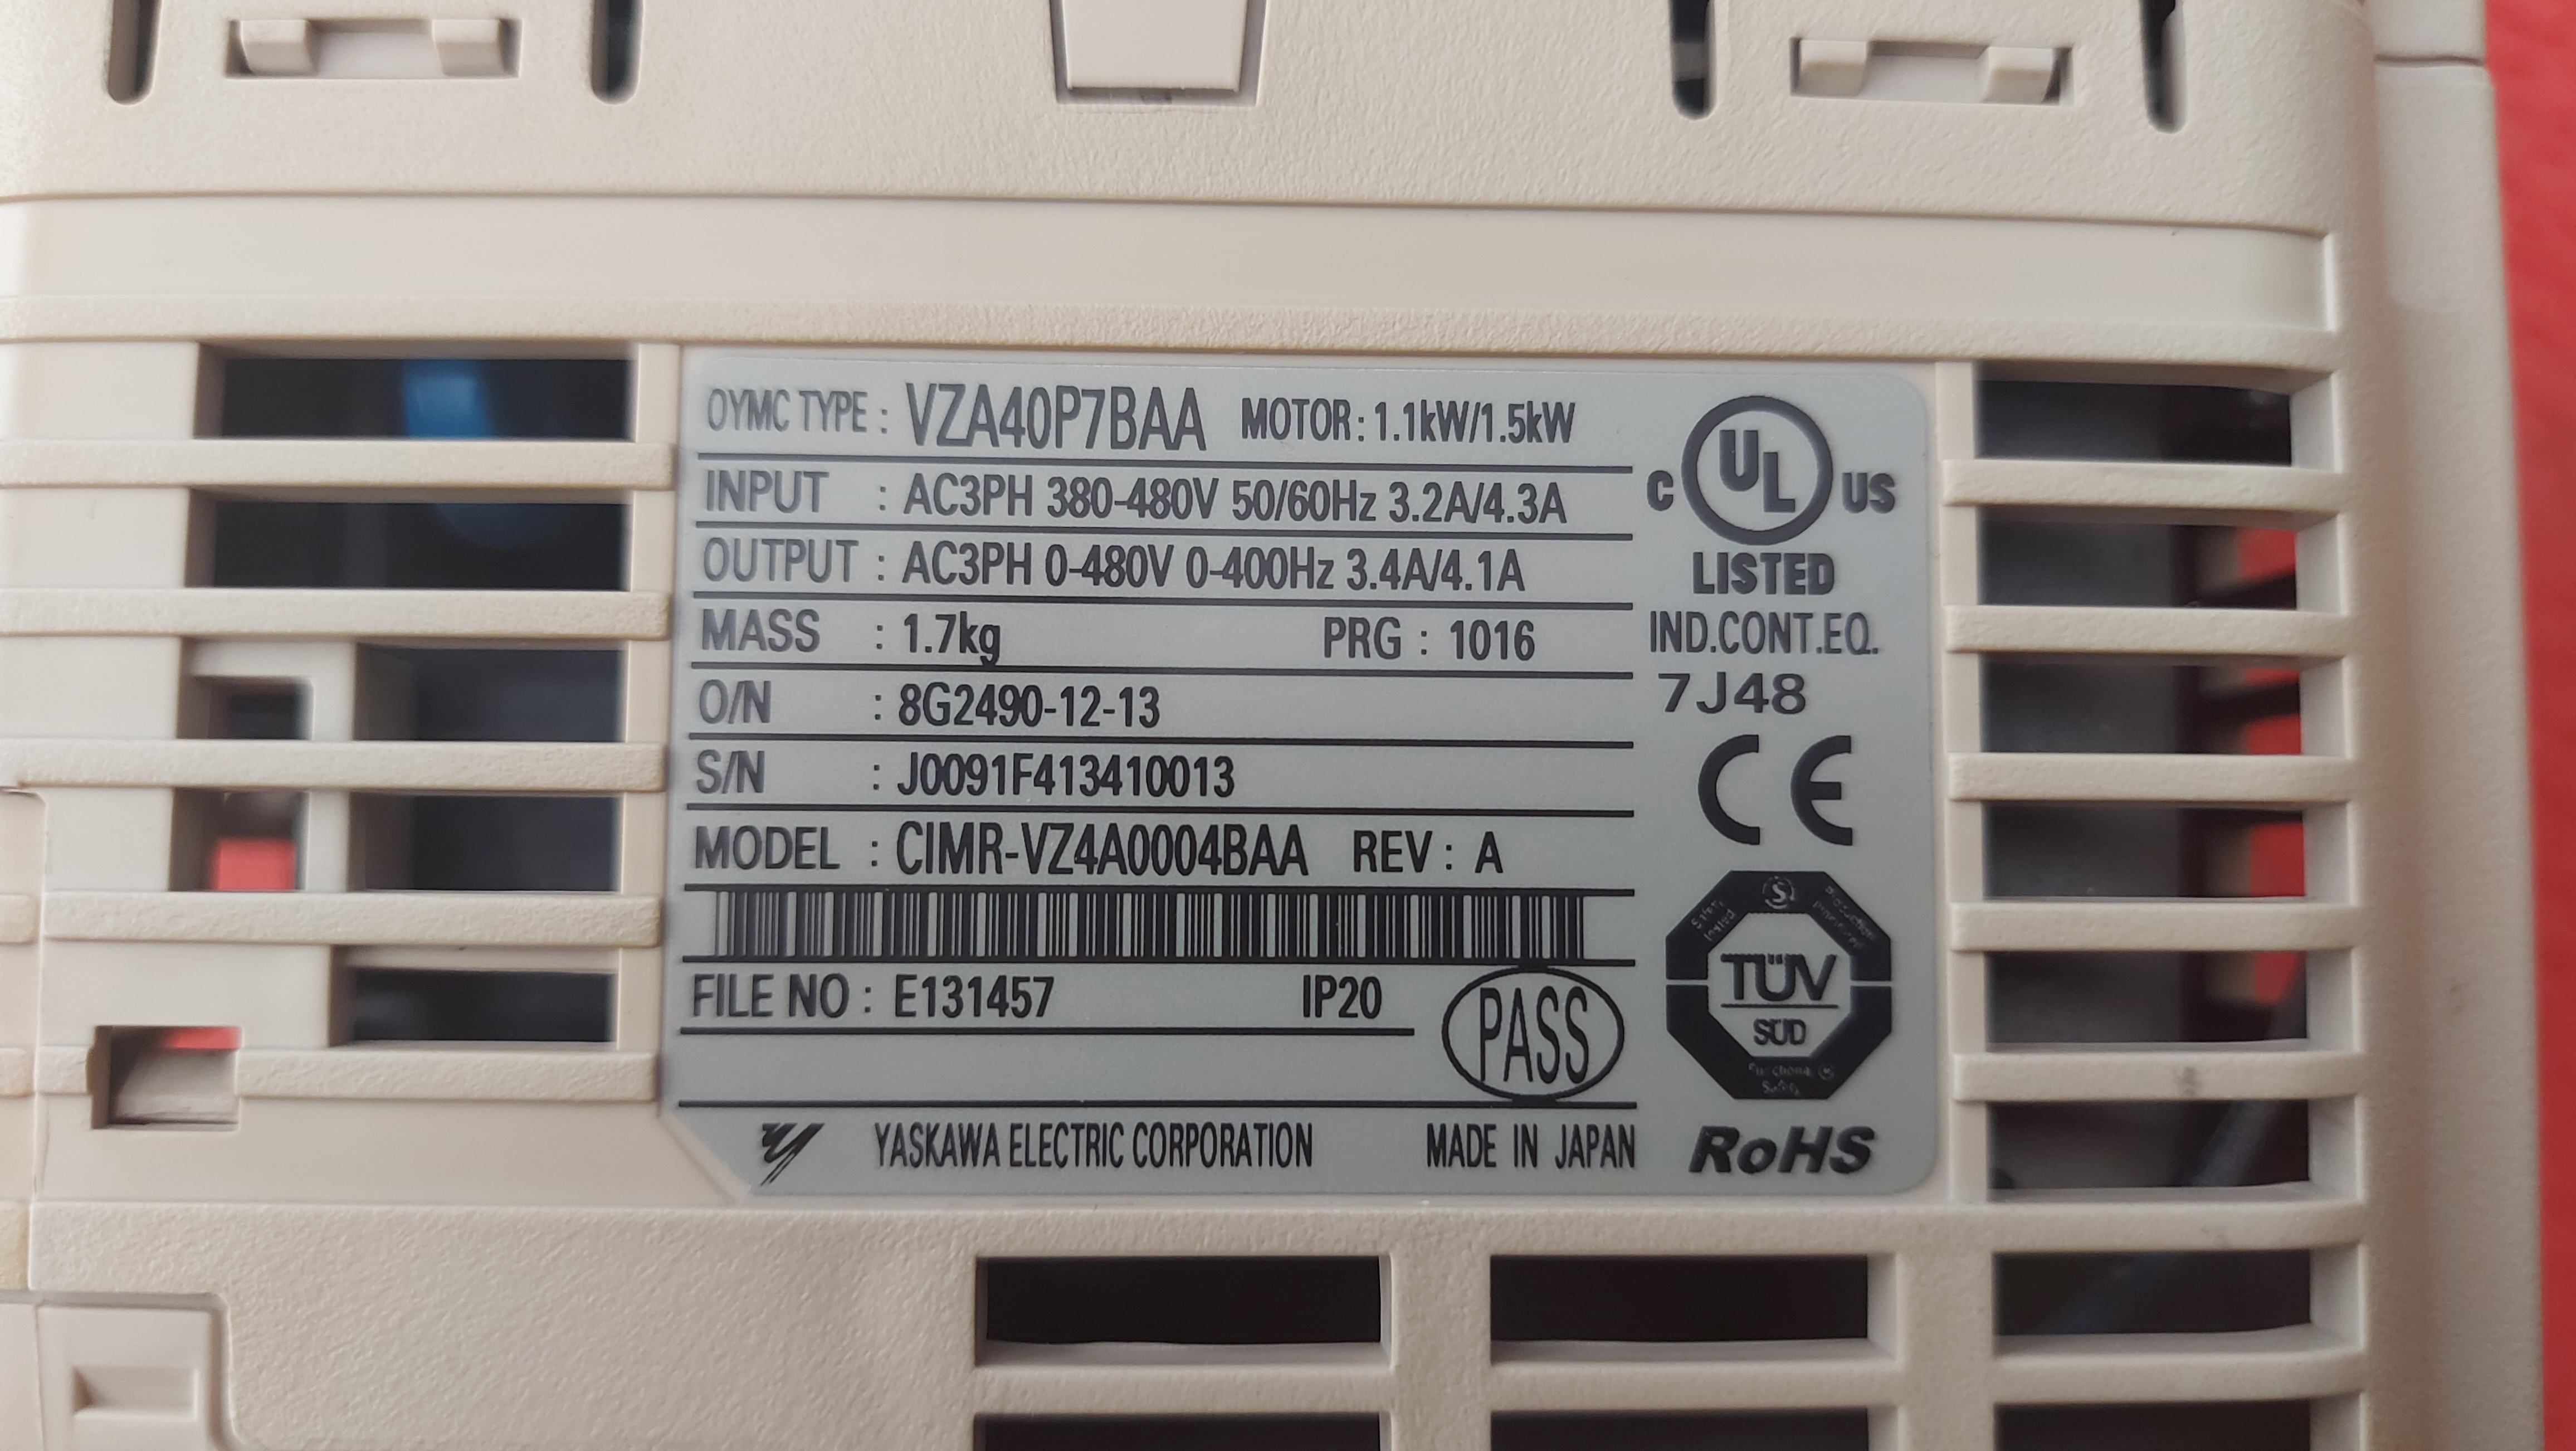 OYMC TYPE : VZA40P7BAA MOTOR : 1.1kW/1.5kW
INPUT : AC3PH 380-480V 50/60Hz 3.2A/4.3A
OUTPUT : AC3PH 0-480V 0-400Hz 3.4A/4.1A
MASS : 1.7kg PRG : 1016
O/N : 8G2490-12-13
S/N : J0091F413410013
MODEL : CIMR-VZ4A0004BAA REV : A
FILE NO : E131457 IP20
PASS
YASKAWA ELECTRIC CORPORATION MADE IN JAPAN
C UL US
LISTED
IND.CONT.EQ.
7J48
CE
TÜV
SÜD
Safety
RoHS